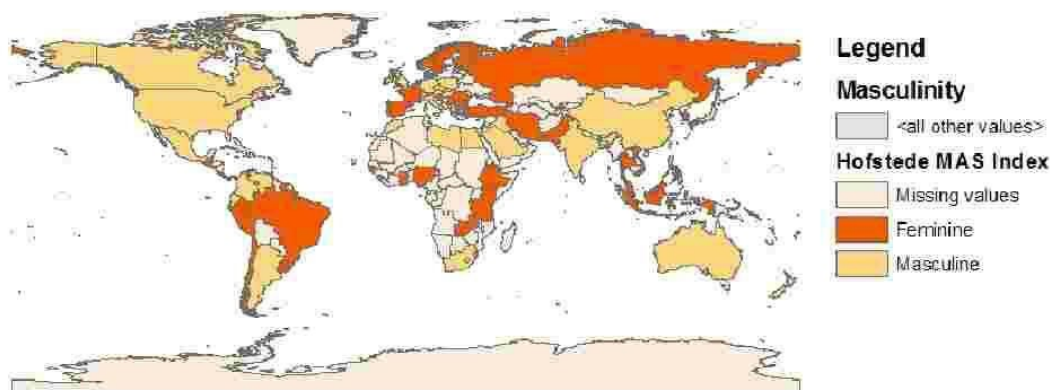 Legend
Masculinity
<all other values>
Hofstede MAS Index
Missing values
Feminine
Masculine